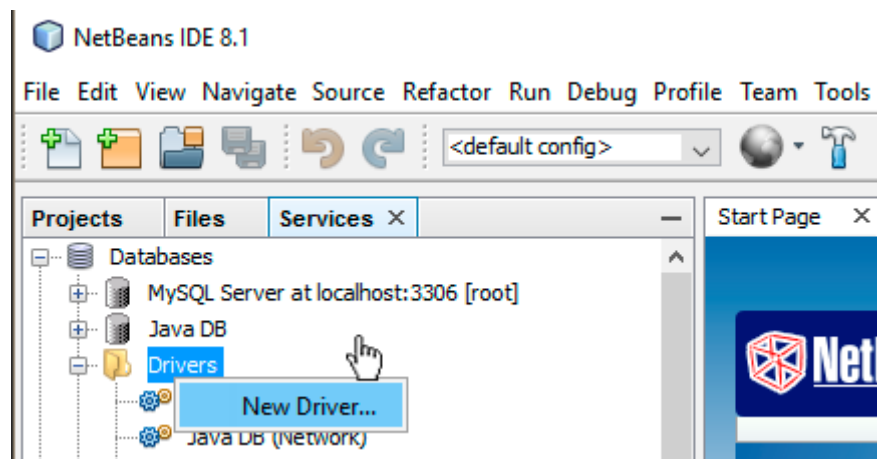 NetBeans IDE 8.1
File Edit View Navigate Source Refactor Run Debug Profile Team Tools
<default config>
Projects Files Services Start Page
Databases
MySQL Server at localhost:3306 [root]
Java DB
Drivers
New Driver...
Java DB (Network)